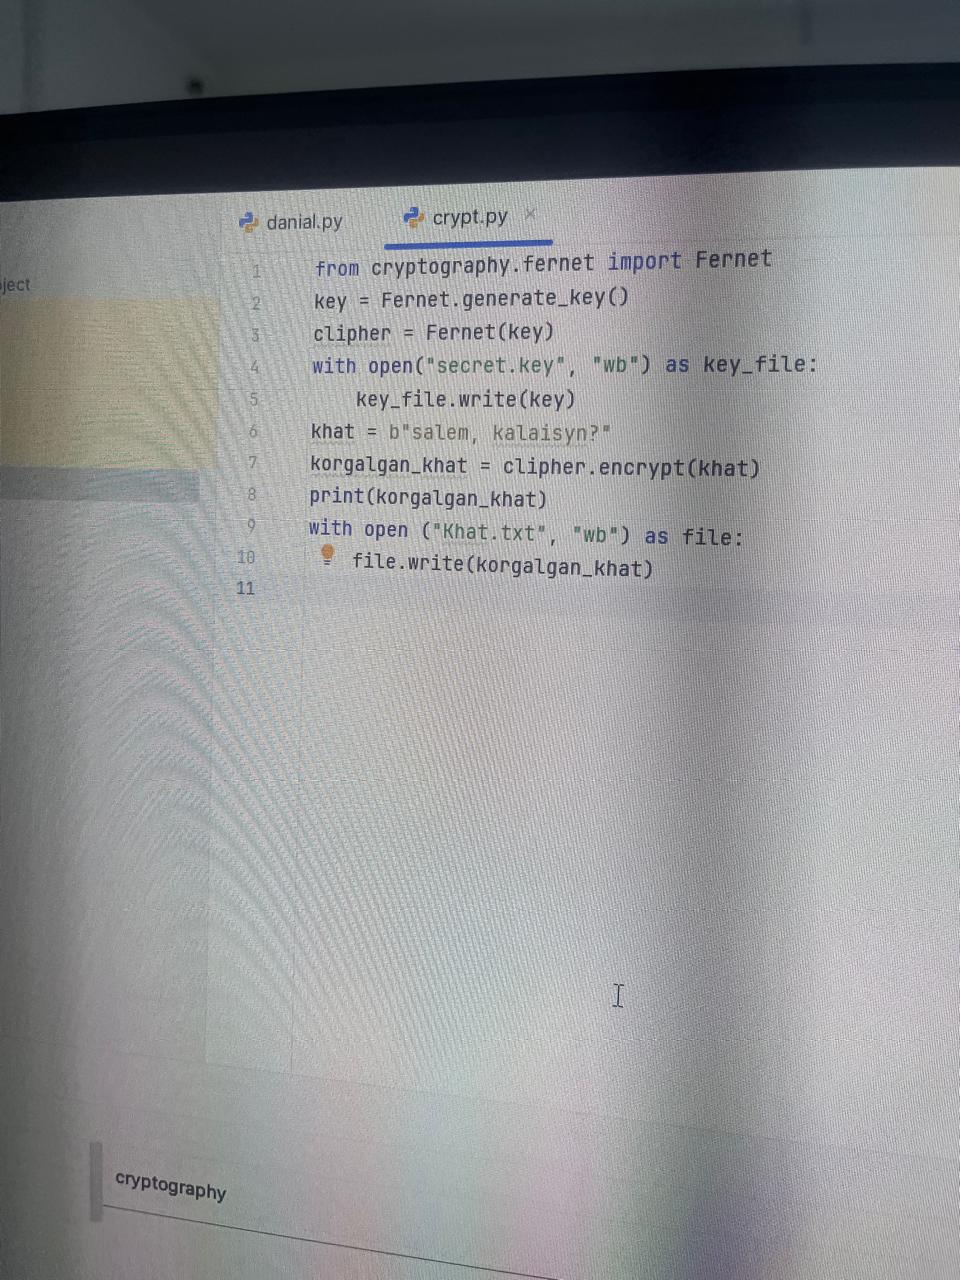 danial.py crypt.py
ject
1 from cryptography.fernet import Fernet
2 key = Fernet.generate_key()
3 clipher = Fernet(key)
4 with open("secret.key", "wb") as key_file:
5 key_file.write(key)
6 khat = b"salem, kalaisyn?"
7 korgalgan_khat = clipher.encrypt(khat)
8 print(korgalgan_khat)
9 with open ("Khat.txt", "wb") as file:
10 file.write(korgalgan_khat)
11
cryptography